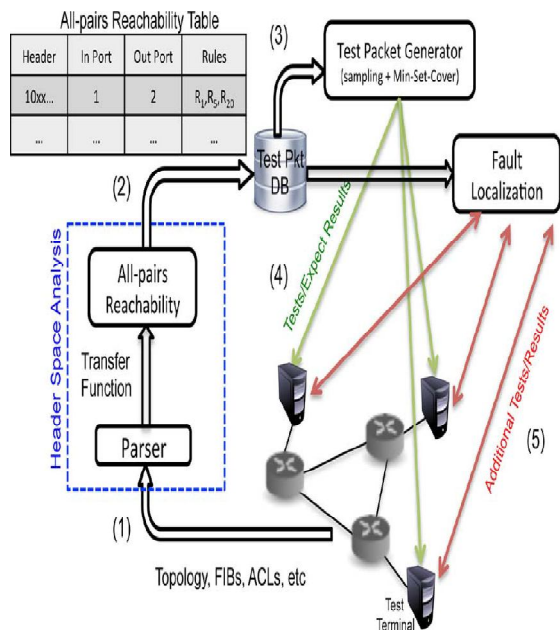 All-pairs Reachability Table
Header In Port Out Port Rules
10xx... 1 2 R1,R5,R20
... ... ... ...
(3)
Test Packet Generator
(sampling + Min-Set-Cover)
(2)
Test Pkt
DB
Fault
Localization
Header Space Analysis
All-pairs
Reachability
Transfer
Function
Parser
(4)
Tests/Expect Results
(5)
Additional Tests/Results
(1)
Topology, FIBs, ACLs, etc
Test
Terminal